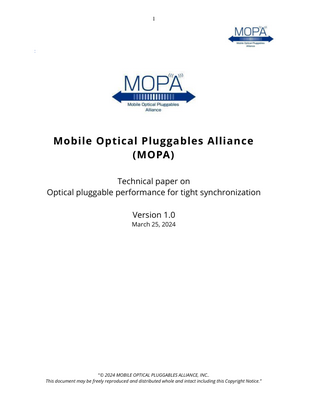 1
MOPA
Mobile Optical Pluggables
Alliance
MOPA
Mobile Optical Pluggables
Alliance
Mobile Optical Pluggables Alliance
(MOPA)
Technical paper on
Optical pluggable performance for tight synchronization
Version 1.0
March 25, 2024
"© 2024 MOBILE OPTICAL PLUGGABLES ALLIANCE, INC..
This document may be freely reproduced and distributed whole and intact including this Copyright Notice."